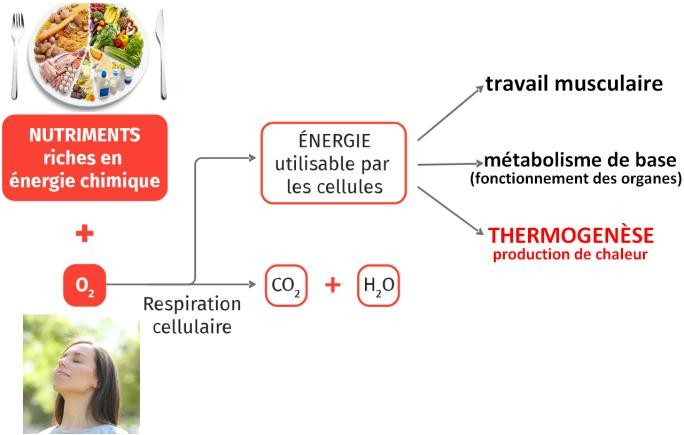 NUTRIMENTS
riches en
énergie chimique
+
O₂
Respiration
cellulaire
ÉNERGIE
utilisable par
les cellules
CO₂ + H₂O
travail musculaire
métabolisme de base
(fonctionnement des organes)
THERMOGENÈSE
production de chaleur